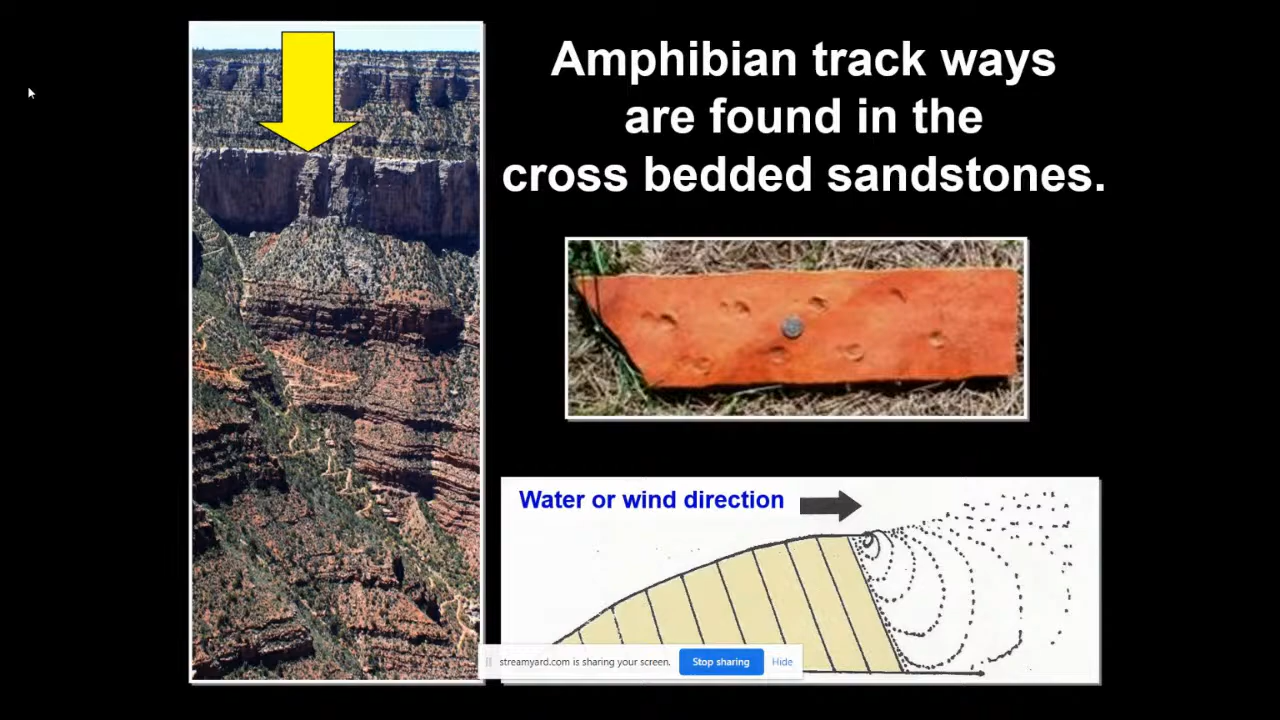 Amphibian track ways
are found in the
cross bedded sandstones.
Water or wind direction
streamyard.com is sharing your screen. Stop sharing Hide